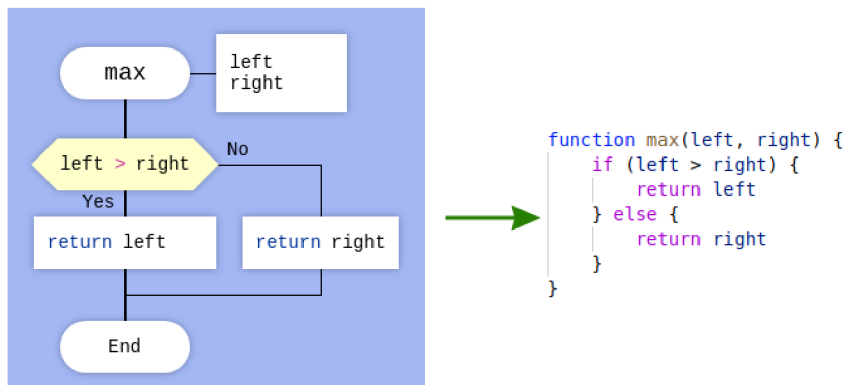 max
left
right
left > right
No
Yes
return left
return right
End
function max(left, right) {
    if (left > right) {
        return left
    } else {
        return right
    }
}